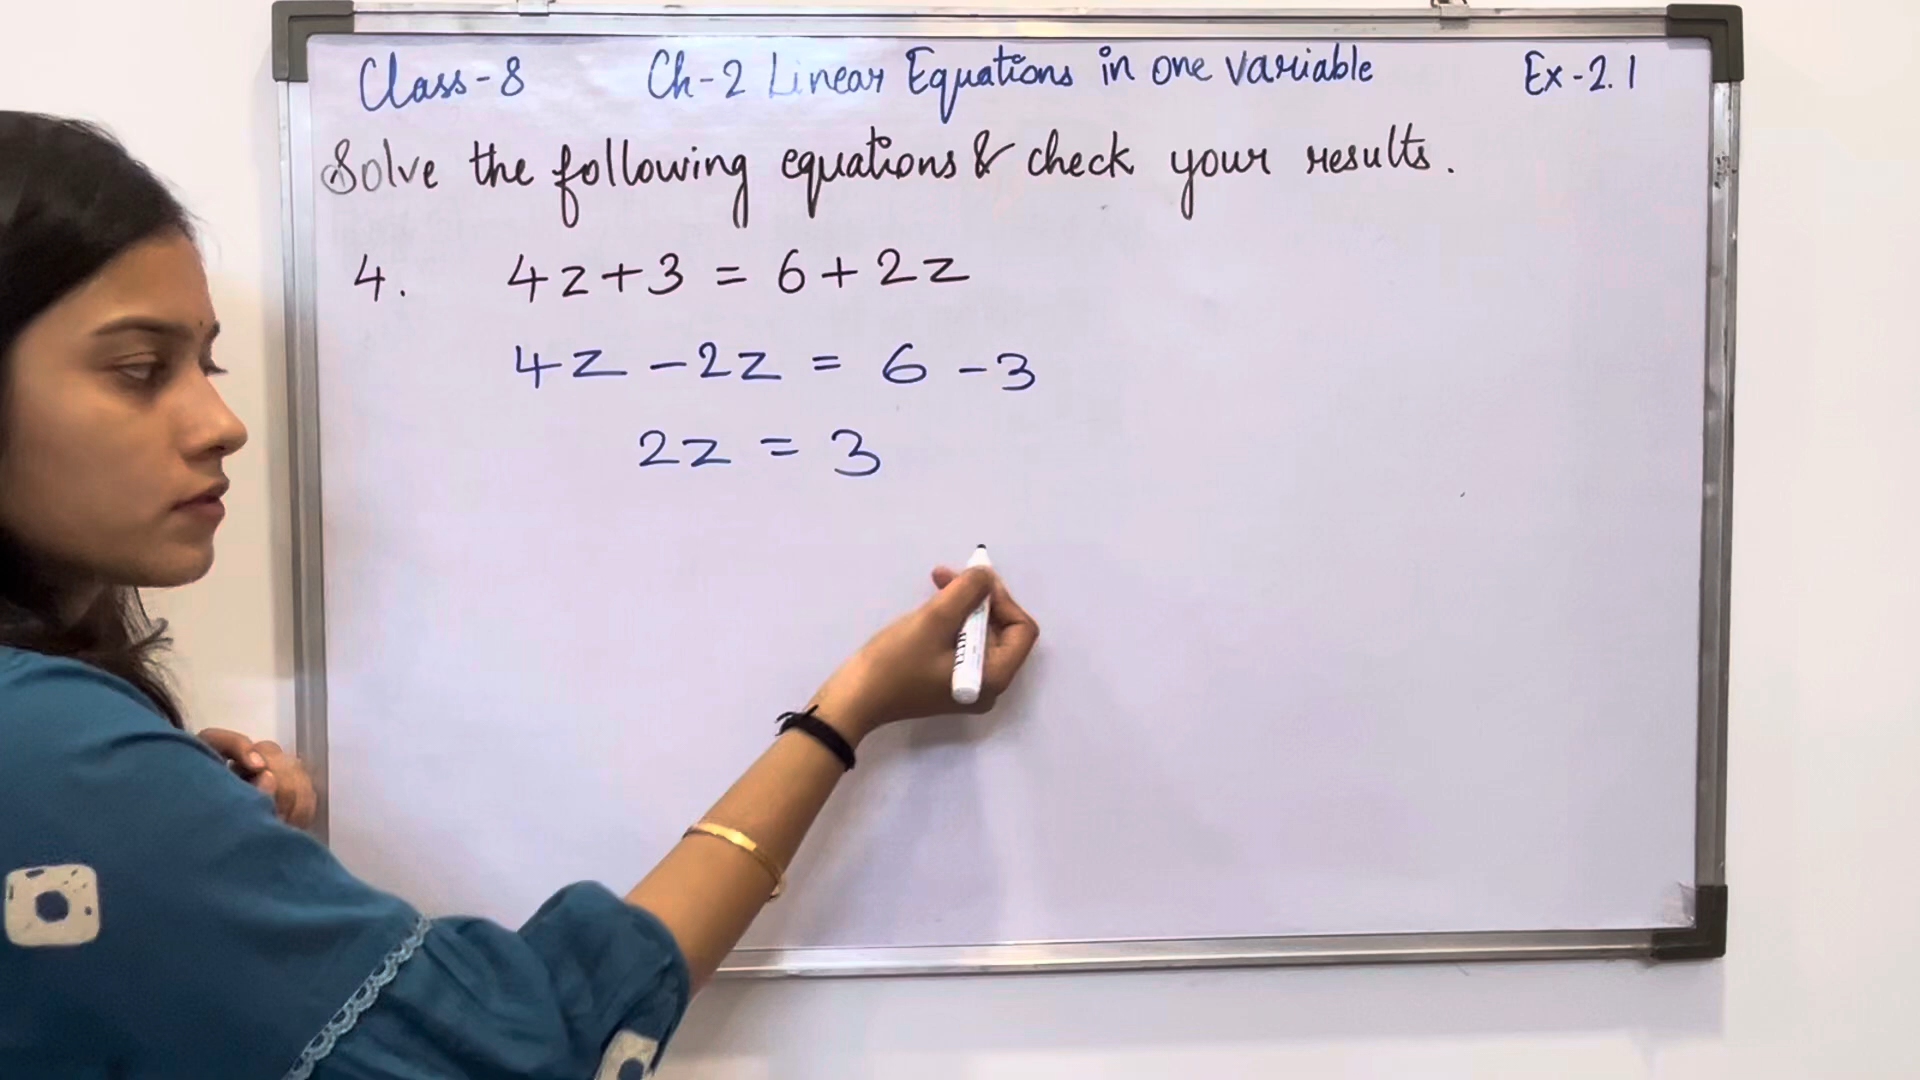 Class-8 Ch-2 Linear Equations in one variable Ex-2.1
Solve the following equations & check your results.
4. 4z+3 = 6+2z
4z -2z = 6 -3
2z = 3